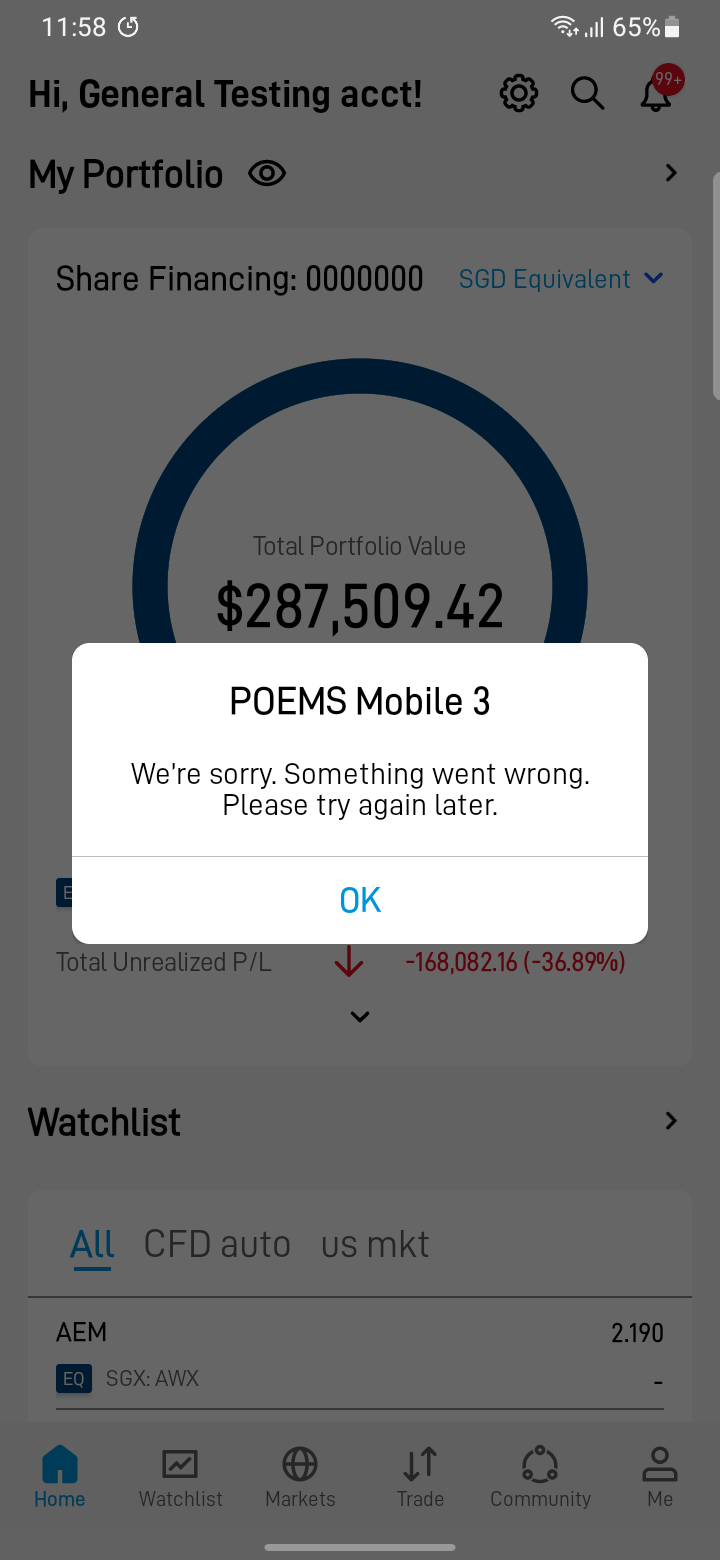 11:58 65%
Hi, General Testing acct! 99+
My Portfolio
Share Financing: 0000000 SGD Equivalent
Total Portfolio Value
$287,509.42
POEMS Mobile 3
We're sorry. Something went wrong.
Please try again later.
OK
Total Unrealized P/L -168,082.16 (-36.89%)
Watchlist
All CFD auto us mkt
AEM 2.190
EQ SGX: AWX -
Home Watchlist Markets Trade Community Me